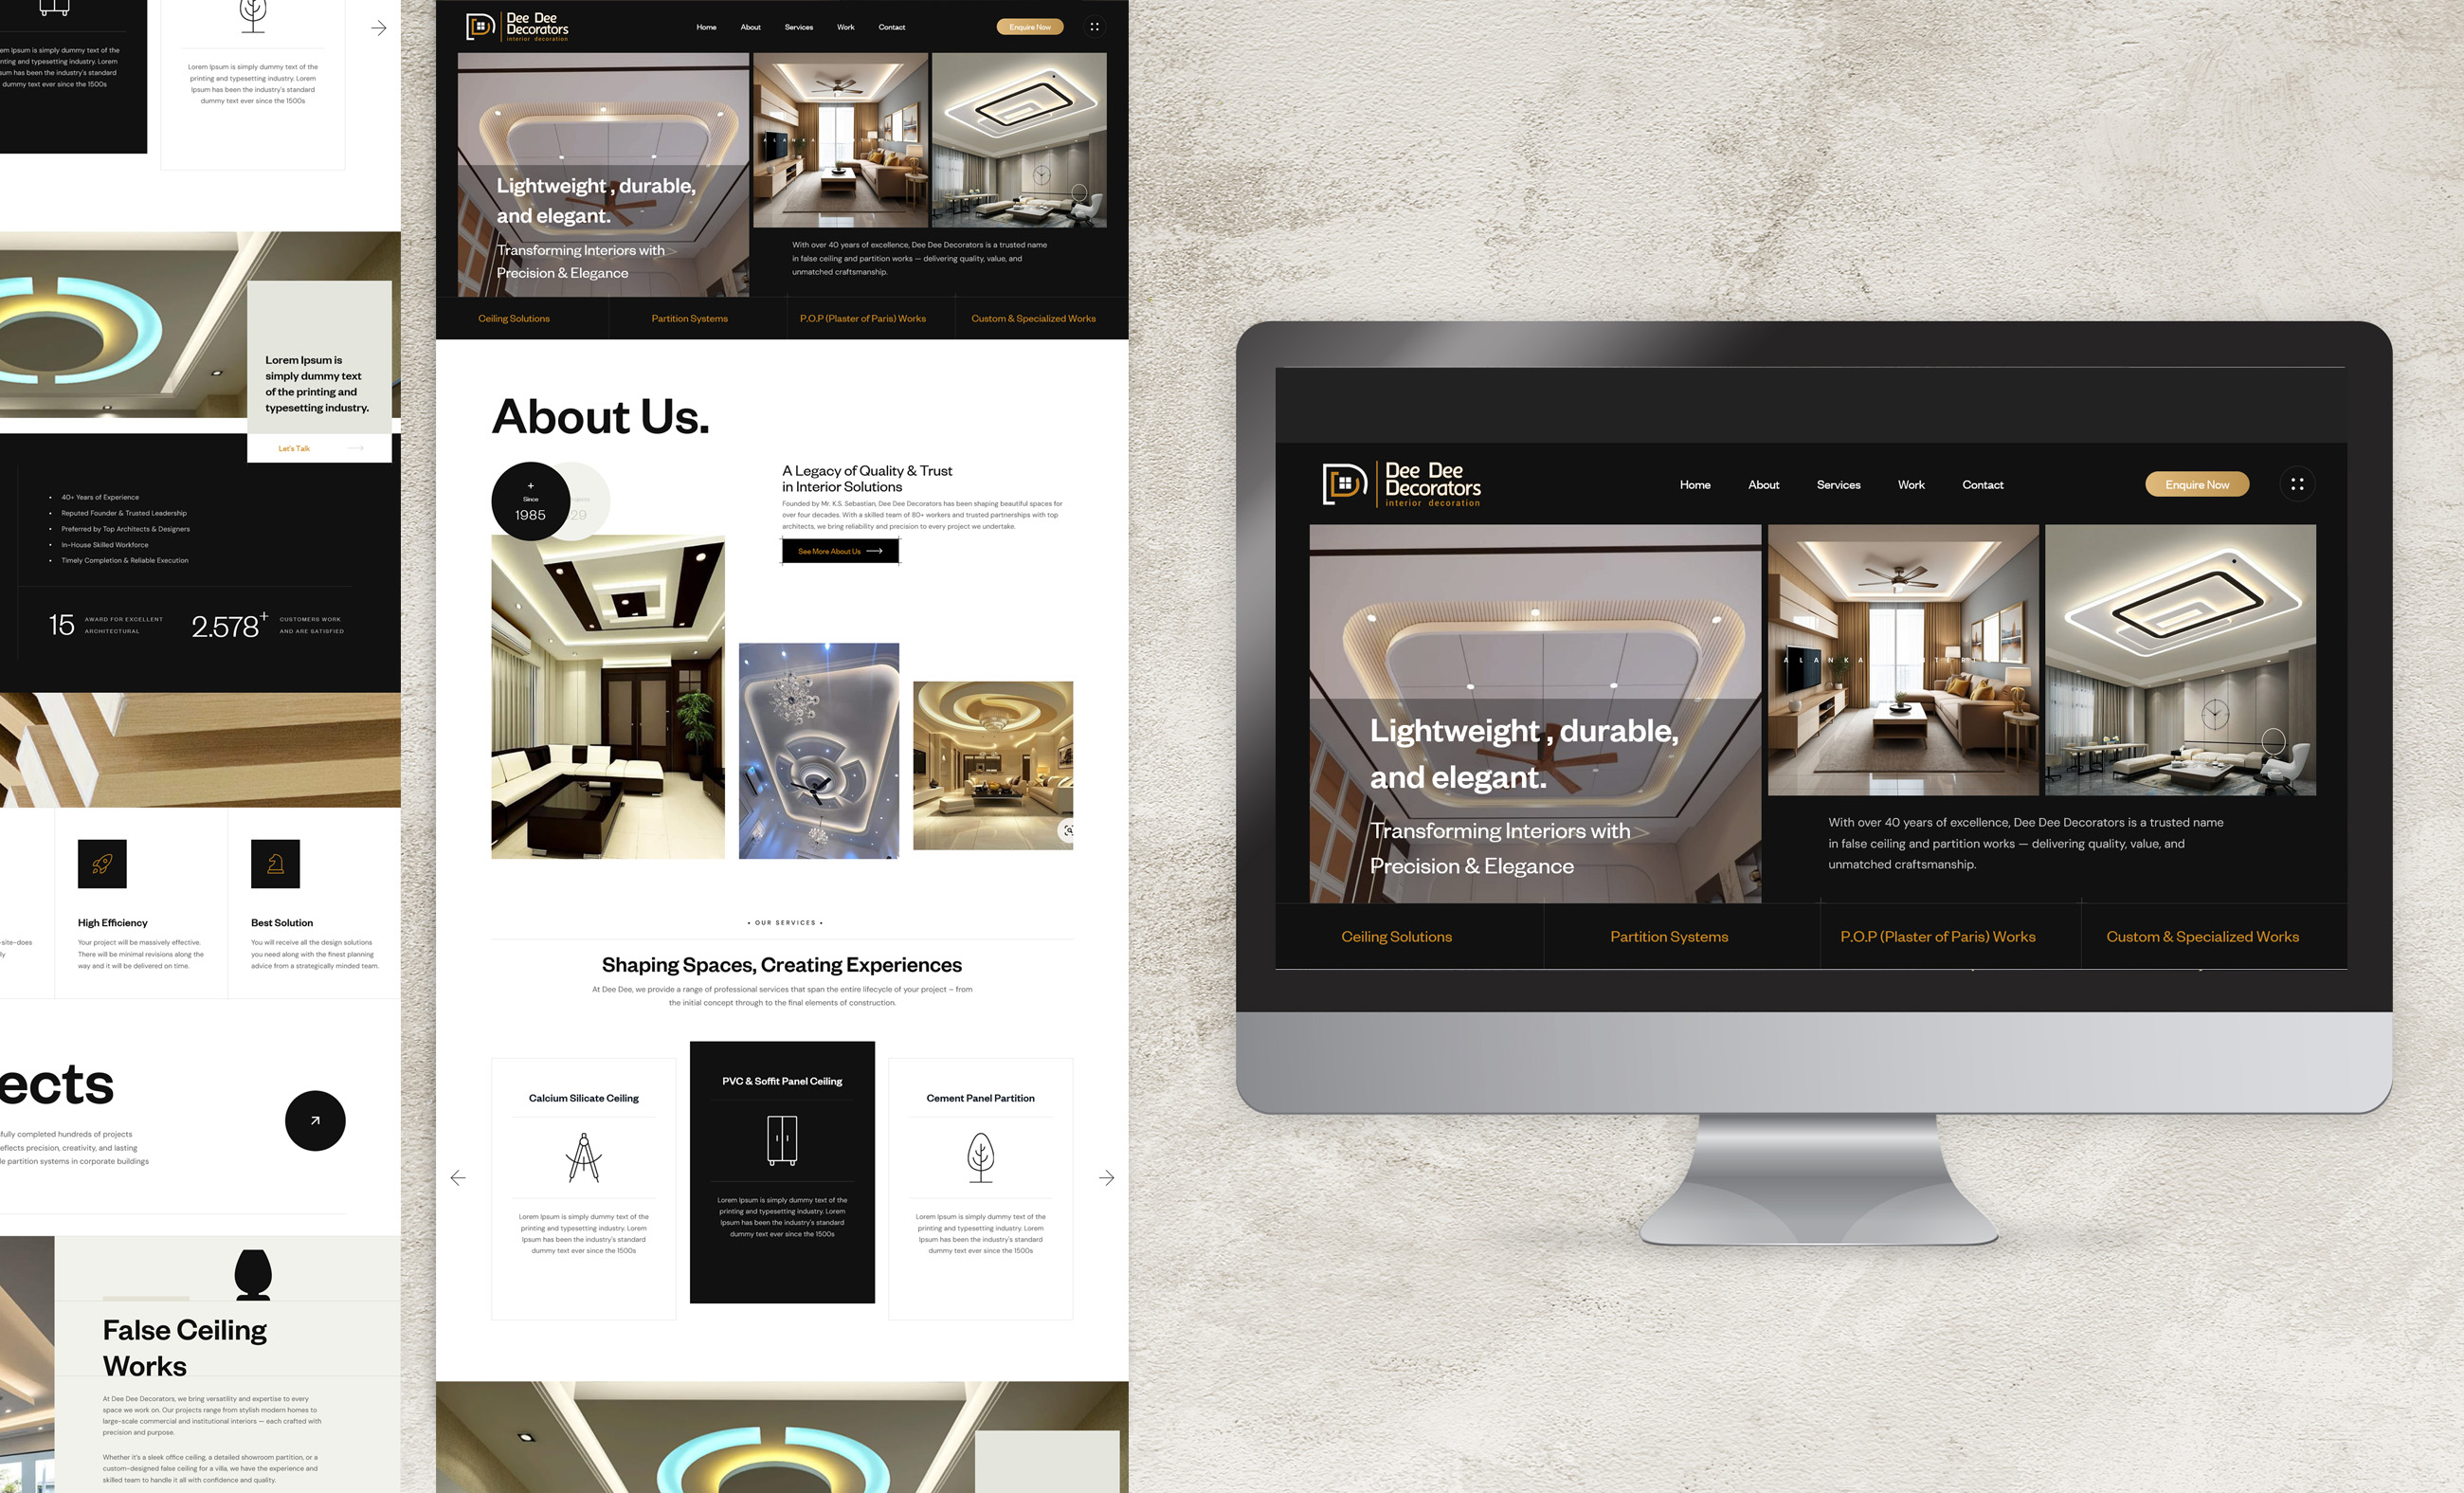 em Ipsum is simply dummy text of the
nting and typesetting industry. Lorem
sum has been the industry's standard
dummy text ever since the 1500s
Lorem Ipsum is simply dummy text of the
printing and typesetting industry. Lorem
Ipsum has been the industry's standard
dummy text ever since the 1500s
Lorem Ipsum is
simply dummy text
of the printing and
typesetting industry.
Let's Talk
• 40+ Years of Experience
• Reputed Founder & Trusted Leadership
• Preferred by Top Architects & Designers
• In-House Skilled Workforce
• Timely Completion & Reliable Execution
15 AWARD FOR EXCELLENT
ARCHITECTURAL
2.578+ CUSTOMERS WORK
AND ARE SATISFIED
-site-does
ly
High Efficiency
Your project will be massively effective.
There will be minimal revisions along the
way and it will be delivered on time.
Best Solution
You will receive all the design solutions
you need along with the finest planning
advice from a strategically minded team.
ects
fully completed hundreds of projects
eflects precision, creativity, and lasting
le partition systems in corporate buildings
False Ceiling
Works
At Dee Dee Decorators, we bring versatility and expertise to every
space we work on. Our projects range from stylish modern homes to
large-scale commercial and institutional interiors — each crafted with
precision and purpose.
Whether it's a sleek office ceiling, a detailed showroom partition, or a
custom-designed false ceiling for a villa, we have the experience and
skilled team to handle it all with confidence and quality.
Dee Dee
Decorators
interior decoration
Home About Services Work Contact
Enquire Now
Lightweight , durable,
and elegant.
Transforming Interiors with
Precision & Elegance
With over 40 years of excellence, Dee Dee Decorators is a trusted name
in false ceiling and partition works — delivering quality, value, and
unmatched craftsmanship.
Ceiling Solutions Partition Systems P.O.P (Plaster of Paris) Works Custom & Specialized Works
About Us.
+
Since
1985
29
A Legacy of Quality & Trust
in Interior Solutions
Founded by Mr. K.S. Sebastian, Dee Dee Decorators has been shaping beautiful spaces for
over four decades. With a skilled team of 80+ workers and trusted partnerships with top
architects, we bring reliability and precision to every project we undertake.
See More About Us
• OUR SERVICES •
Shaping Spaces, Creating Experiences
At Dee Dee, we provide a range of professional services that span the entire lifecycle of your project – from
the initial concept through to the final elements of construction.
Calcium Silicate Ceiling
Lorem Ipsum is simply dummy text of the
printing and typesetting industry. Lorem
Ipsum has been the industry's standard
dummy text ever since the 1500s
PVC & Soffit Panel Ceiling
Lorem Ipsum is simply dummy text of the
printing and typesetting industry. Lorem
Ipsum has been the industry's standard
dummy text ever since the 1500s
Cement Panel Partition
Lorem Ipsum is simply dummy text of the
printing and typesetting industry. Lorem
Ipsum has been the industry's standard
dummy text ever since the 1500s
Dee Dee
Decorators
interior decoration
Home About Services Work Contact
Enquire Now
ALANKA
Lightweight , durable,
and elegant.
Transforming Interiors with
Precision & Elegance
With over 40 years of excellence, Dee Dee Decorators is a trusted name
in false ceiling and partition works — delivering quality, value, and
unmatched craftsmanship.
Ceiling Solutions Partition Systems P.O.P (Plaster of Paris) Works Custom & Specialized Works